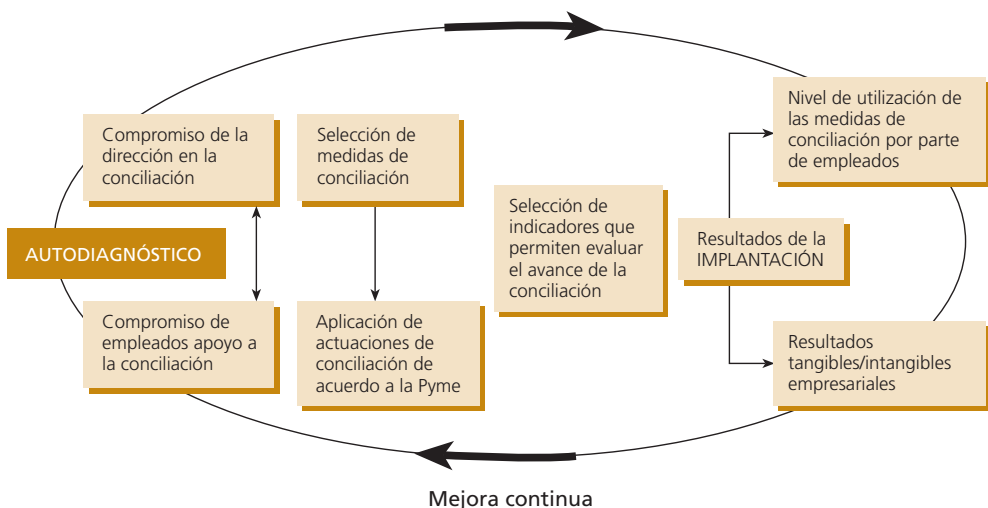 AUTODIAGNÓSTICO
Compromiso de la
dirección en la
conciliación
Compromiso de
empleados apoyo a
la conciliación
Selección de
medidas de
conciliación
Aplicación de
actuaciones de
conciliación de
acuerdo a la Pyme
Selección de
indicadores que
permiten evaluar
el avance de la
conciliación
Resultados de la
IMPLANTACIÓN
Nivel de utilización de
las medidas de
conciliación por parte
de empleados
Resultados
tangibles/intangibles
empresariales
Mejora continua